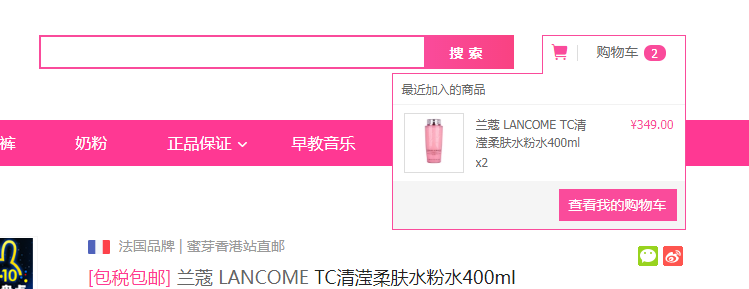 搜 索
购物车 2
最近加入的商品
兰蔻 LANCOME TC清
滢柔肤水粉水400ml
x2
¥349.00
查看我的购物车
裤 奶粉 正品保证 早教音乐
法国品牌 | 蜜芽香港站直邮
[包税包邮] 兰蔻 LANCOME TC清滢柔肤水粉水400ml
-10